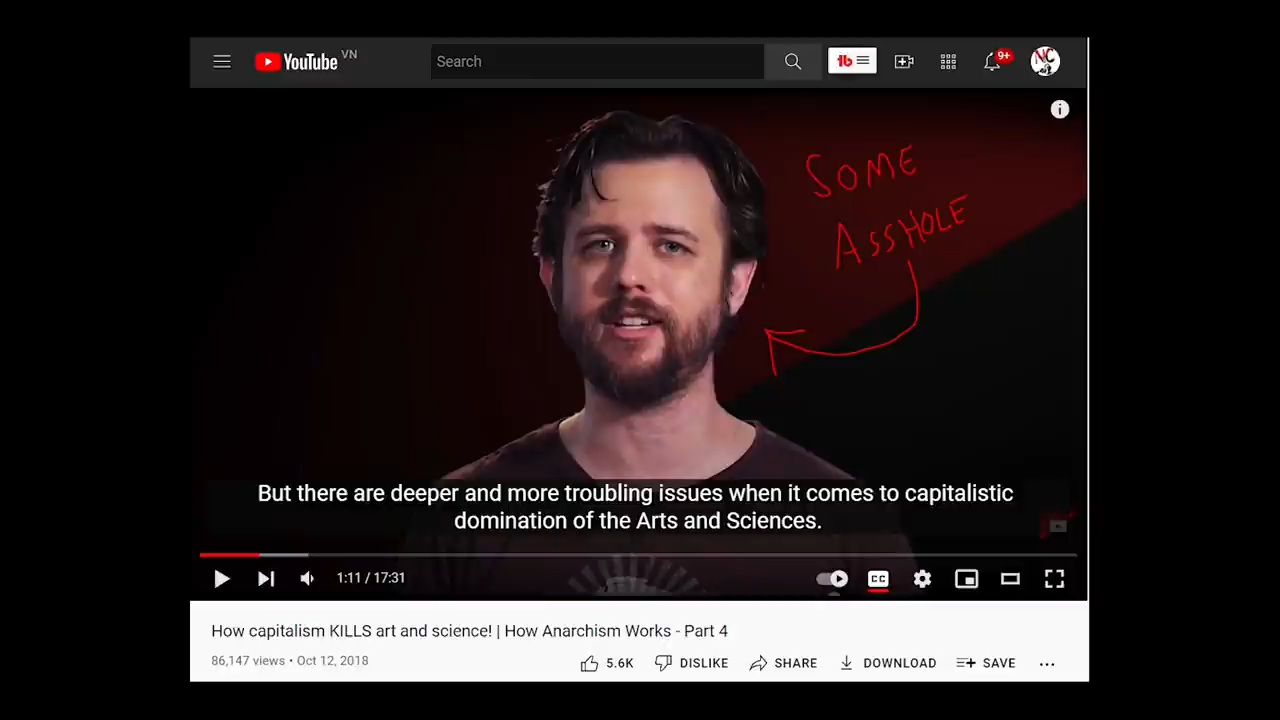 YouTube VN
Search
9+
NC
SOME
ASSHOLE
But there are deeper and more troubling issues when it comes to capitalistic
domination of the Arts and Sciences.
1:11 / 17:31
CC
How capitalism KILLS art and science! | How Anarchism Works - Part 4
86,147 views • Oct 12, 2018
5.6K DISLIKE SHARE DOWNLOAD SAVE